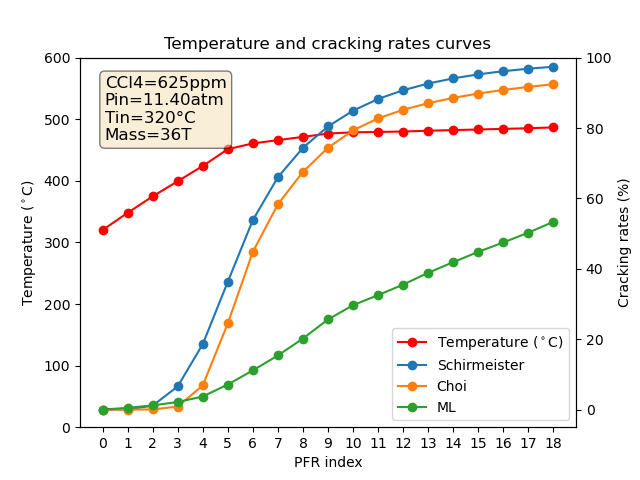 Temperature and cracking rates curves
CCl4=625ppm
Pin=11.40atm
Tin=320°C
Mass=36T
Temperature (°C)
600
500
400
300
200
100
0
Cracking rates (%)
100
80
60
40
20
0
Temperature (°C)
Schirmeister
Choi
ML
0 1 2 3 4 5 6 7 8 9 10 11 12 13 14 15 16 17 18
PFR index